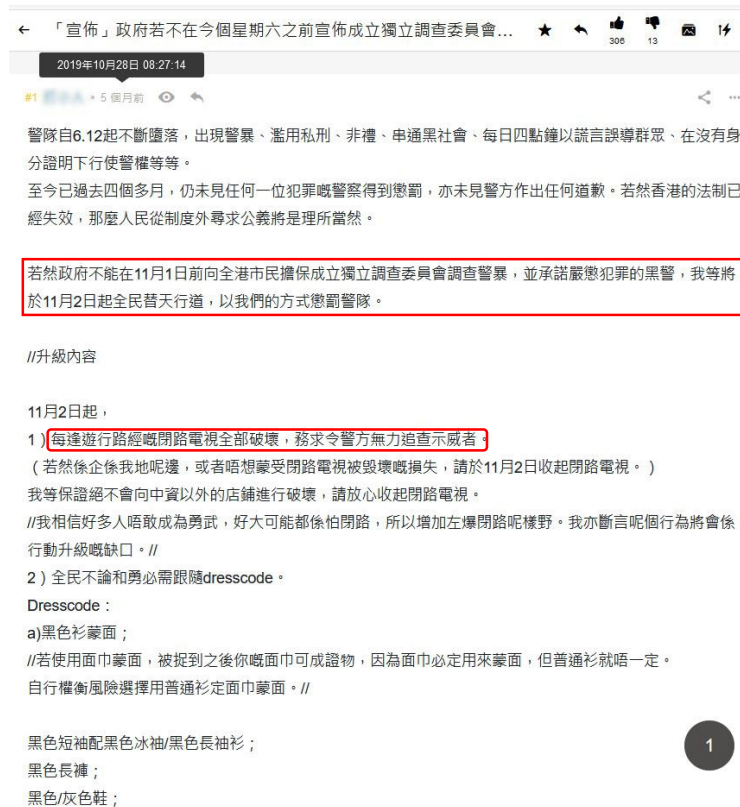 「宣佈」政府若不在今個星期六之前宣佈成立獨立調查委員會...
306
13
2019年10月28日 08:27:14
#1
• 5 個月前
警隊自6.12起不斷墮落，出現警暴、濫用私刑、非禮、串通黑社會、每日四點鐘以謊言誤導群眾、在沒有身
分證明下行使警權等等。
至今已過去四個多月，仍未見任何一位犯罪嘅警察得到懲罰，亦未見警方作出任何道歉。若然香港的法制已
經失效，那麼人民從制度外尋求公義將是理所當然。
若然政府不能在11月1日前向全港市民擔保成立獨立調查委員會調查警暴，並承諾嚴懲犯罪的黑警，我等將
於11月2日起全民替天行道，以我們的方式懲罰警隊。
//升級內容
11月2日起，
1）每逢遊行路經嘅閉路電視全部破壞，務求令警方無力追查示威者。
（若然係企係我地呢邊，或者唔想蒙受閉路電視被毀壞嘅損失，請於11月2日收起閉路電視。）
我等保證絕不會向中資以外的店鋪進行破壞，請放心收起閉路電視。
//我相信好多人唔敢成為勇武，好大可能都係怕閉路，所以增加左爆閉路呢樣野。我亦斷言呢個行為將會係
行動升級嘅缺口。//
2）全民不論和勇必需跟隨dresscode。
Dresscode：
a)黑色衫蒙面；
//若使用面巾蒙面，被捉到之後你嘅面巾可成證物，因為面巾必定用來蒙面，但普通衫就唔一定。
自行權衡風險選擇用普通衫定面巾蒙面。//
黑色短袖配黑色冰袖/黑色長袖衫；
黑色長褲；
黑色/灰色鞋；
1